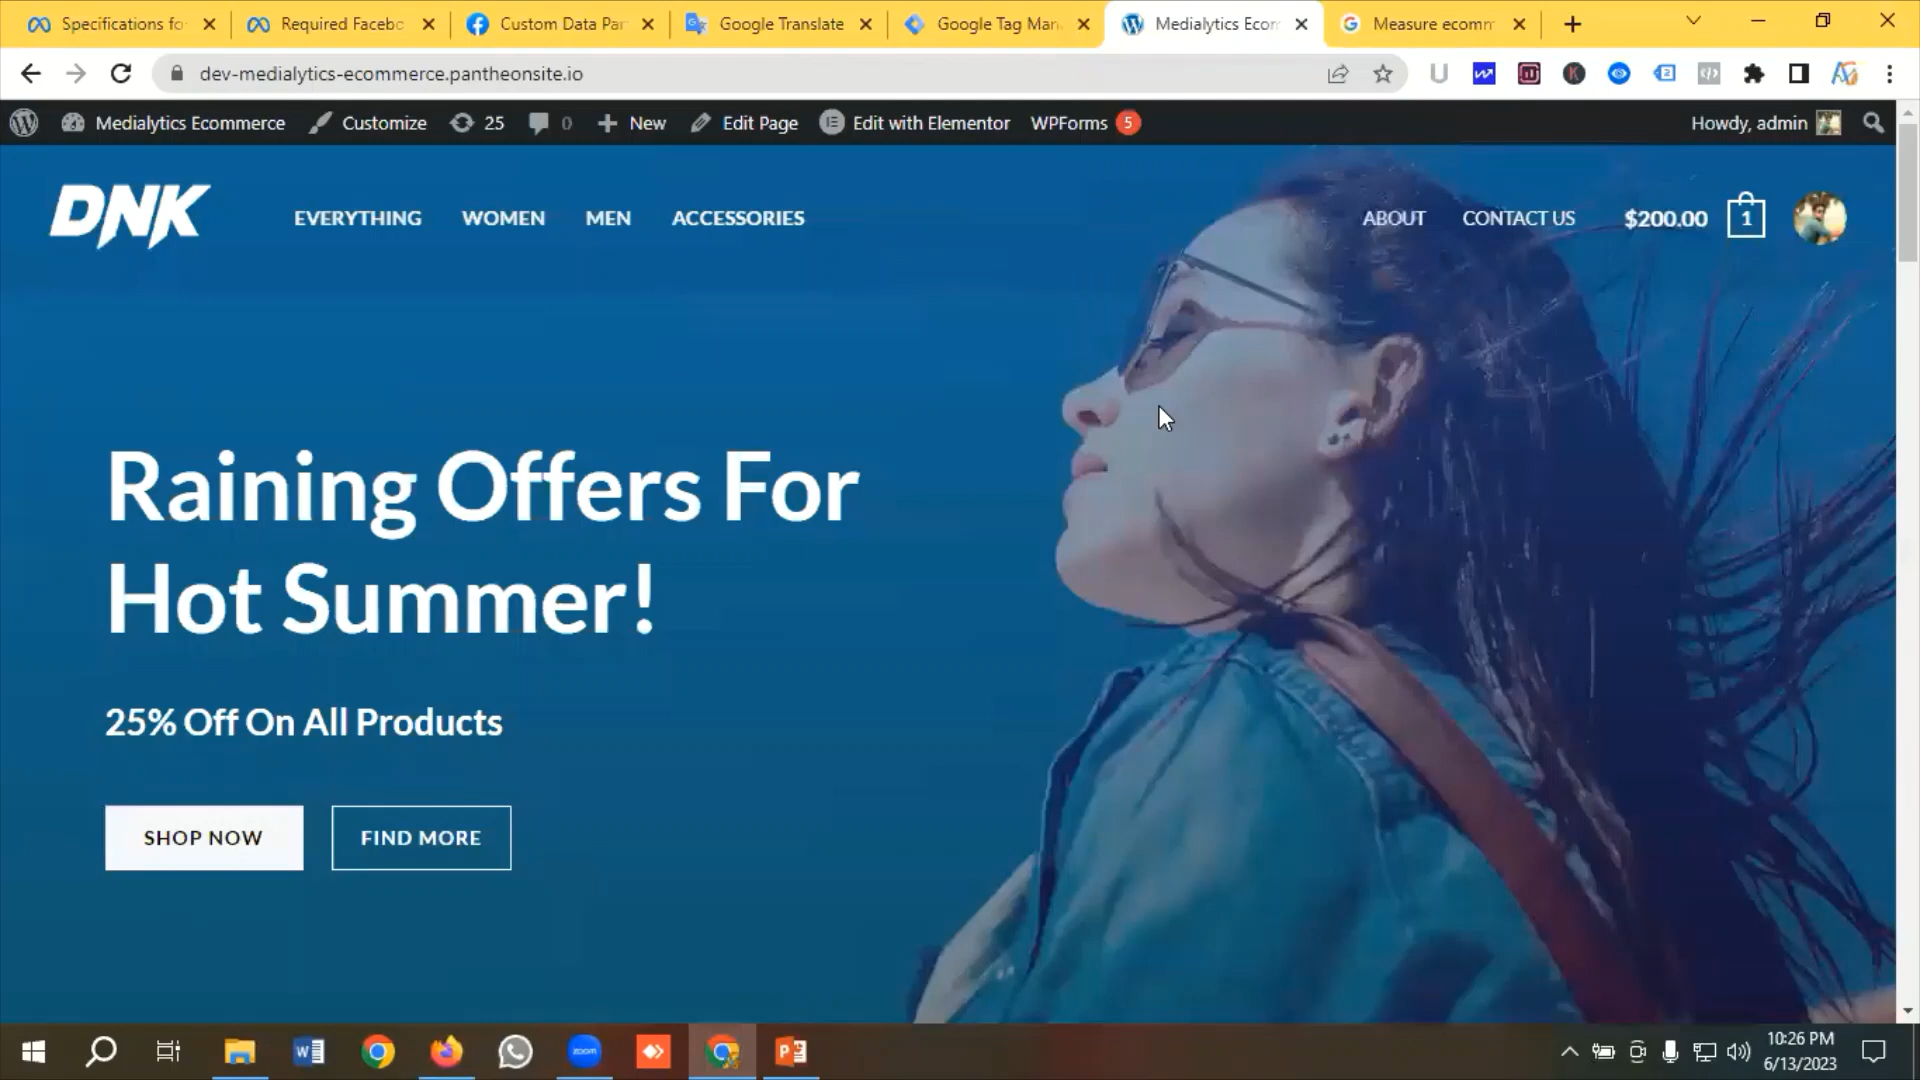 Specifications fo
Required Facebo
Custom Data Par
Google Translate
Google Tag Man
Medialytics Ecom
Measure ecomm
dev-medialytics-ecommerce.pantheonsite.io
Medialytics Ecommerce
Customize
25
0
New
Edit Page
Edit with Elementor
WPForms 5
Howdy, admin
DNK
EVERYTHING
WOMEN
MEN
ACCESSORIES
ABOUT
CONTACT US
$200.00
1
Raining Offers For
Hot Summer!
25% Off On All Products
SHOP NOW
FIND MORE
zoom
10:26 PM
6/13/2023